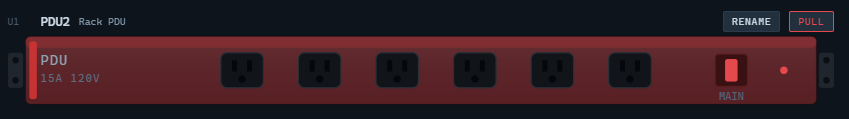 U1 PDU2 Rack PDU RENAME PULL
PDU
15A 120V
MAIN